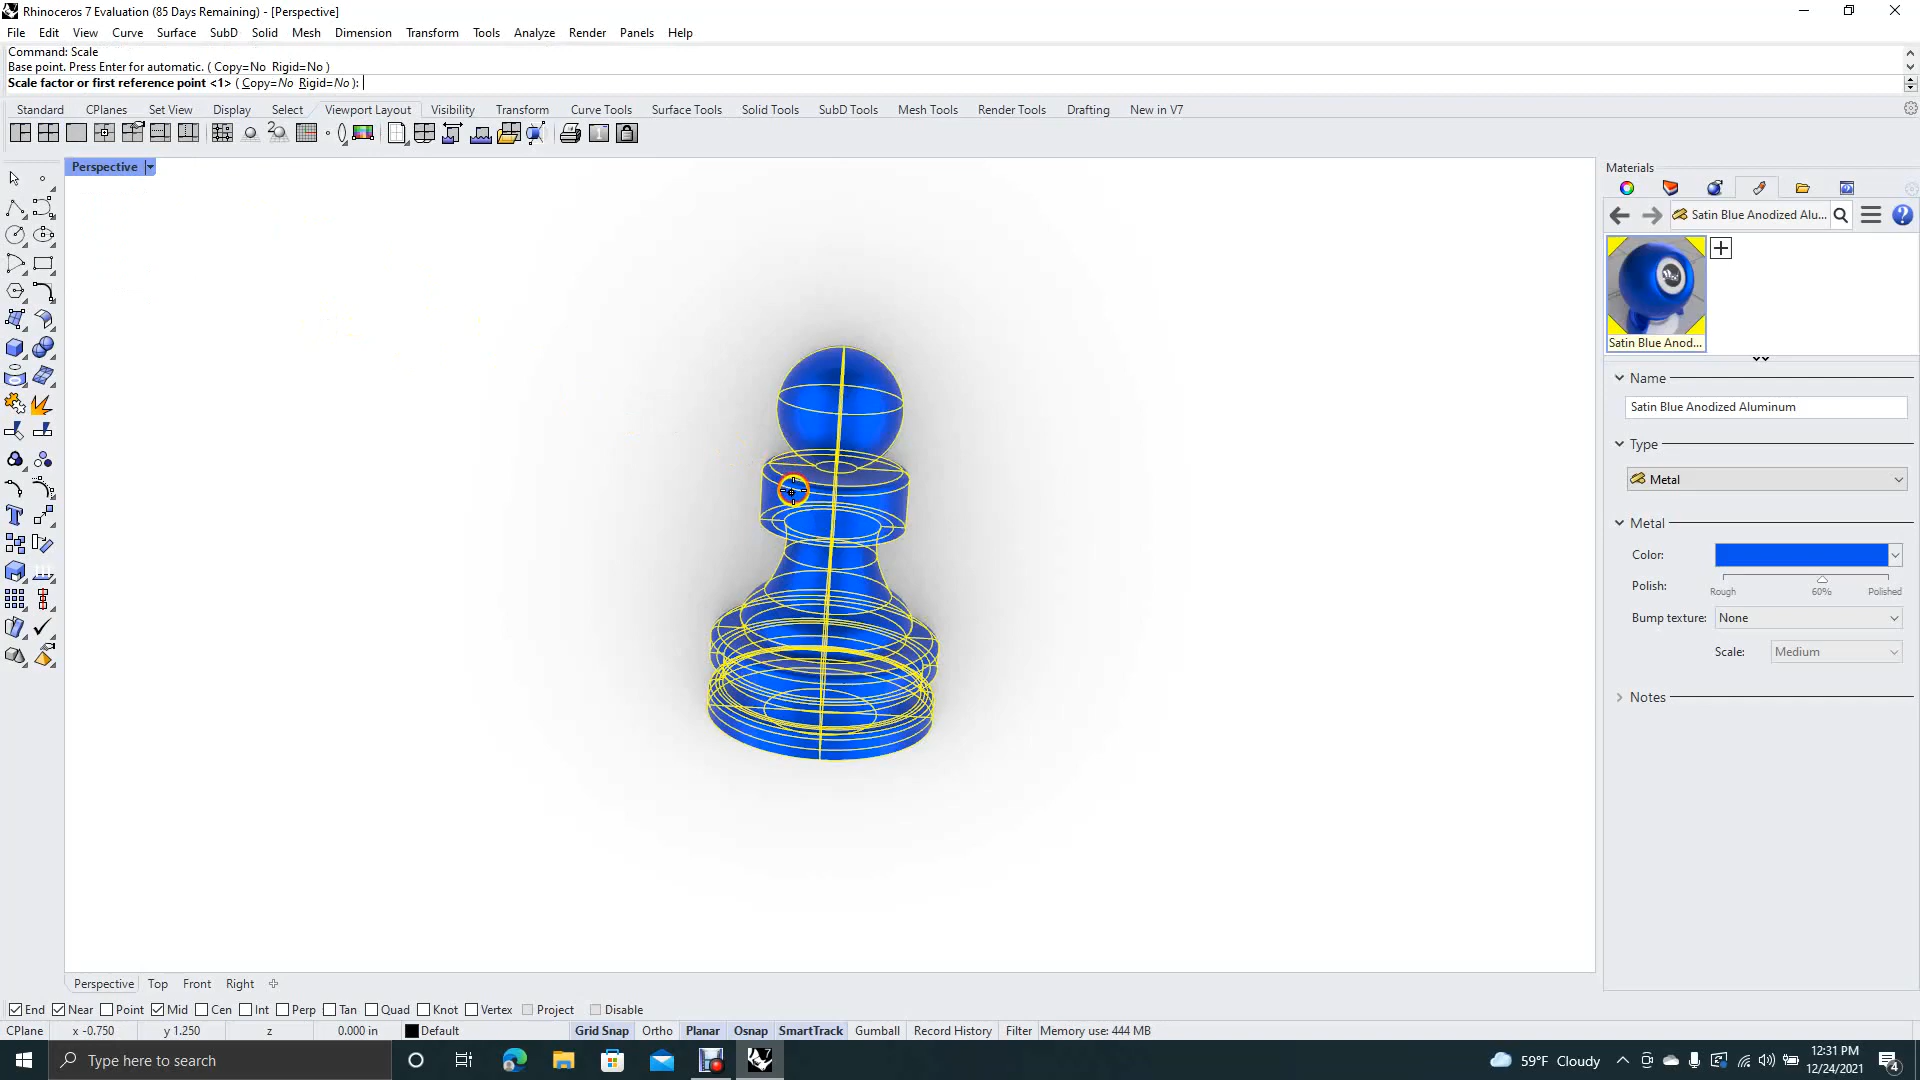 Rhinoceros 7 Evaluation (85 Days Remaining) - [Perspective]
File Edit View Curve Surface SubD Solid Mesh Dimension Transform Tools Analyze Render Panels Help
Command: Scale
Base point. Press Enter for automatic. ( Copy=No Rigid=No )
Scale factor or first reference point <1> ( Copy=No Rigid=No ):
Standard CPlanes Set View Display Select Viewport Layout Visibility Transform Curve Tools Surface Tools Solid Tools SubD Tools Mesh Tools Render Tools Drafting New in V7
Perspective
Materials
Satin Blue Anodized Alu...
Satin Blue Anod...
Name
Satin Blue Anodized Aluminum
Type
Metal
Metal
Color:
Polish:
Rough 60% Polished
Bump texture: None
Scale: Medium
Notes
Perspective Top Front Right
End Near Point Mid Cen Int Perp Tan Quad Knot Vertex Project Disable
CPlane x -0.750 y 1.250 z 0.000 in Default Grid Snap Ortho Planar Osnap SmartTrack Gumball Record History Filter Memory use: 444 MB
Type here to search
59°F Cloudy
12:31 PM
12/24/2021
4